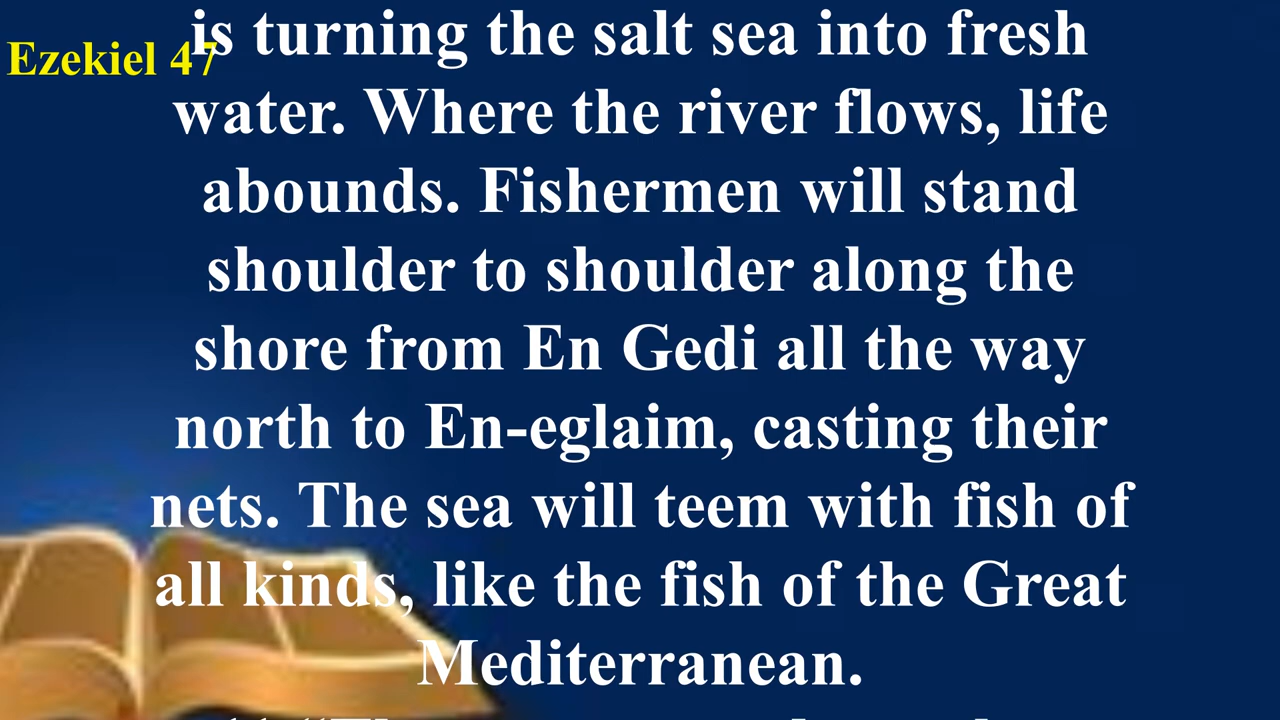 Ezekiel 47
is turning the salt sea into fresh
water. Where the river flows, life
abounds. Fishermen will stand
shoulder to shoulder along the
shore from En Gedi all the way
north to En-eglaim, casting their
nets. The sea will teem with fish of
all kinds, like the fish of the Great
Mediterranean.